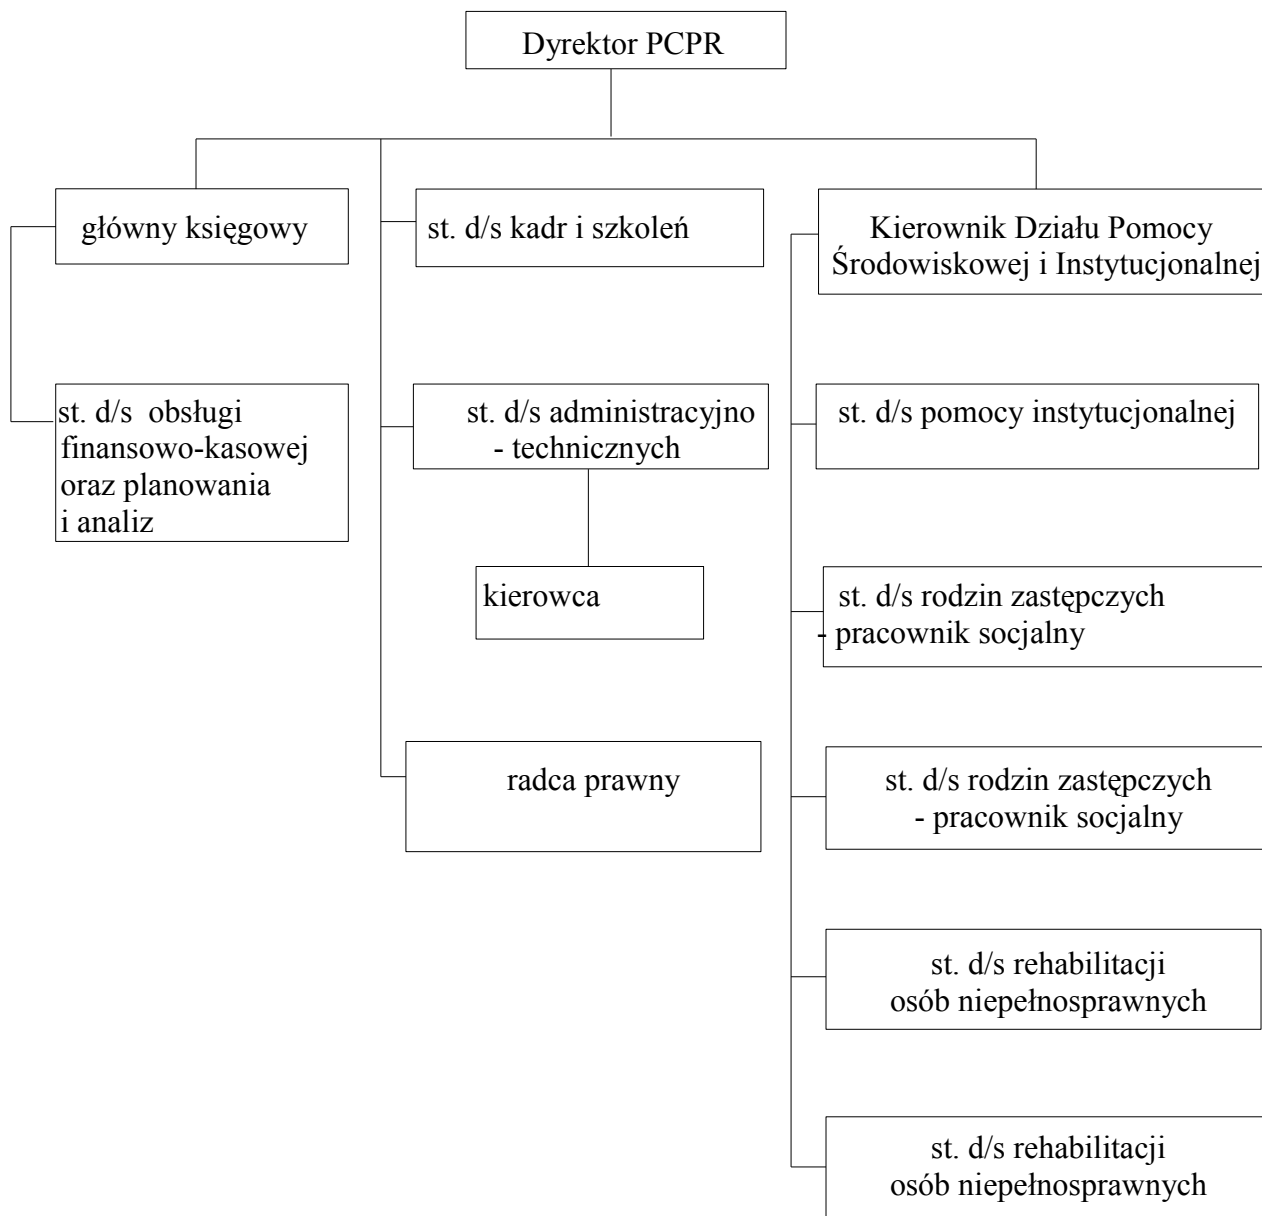 Dyrektor PCPR
główny księgowy
st. d/s kadr i szkoleń
Kierownik Działu Pomocy
Środowiskowej i Instytucjonalnej
st. d/s obsługi
finansowo-kasowej
oraz planowania
i analiz
st. d/s administracyjno
- technicznych
st. d/s pomocy instytucjonalnej
kierowca
st. d/s rodzin zastępczych
- pracownik socjalny
radca prawny
st. d/s rodzin zastępczych
- pracownik socjalny
st. d/s rehabilitacji
osób niepełnosprawnych
st. d/s rehabilitacji
osób niepełnosprawnych